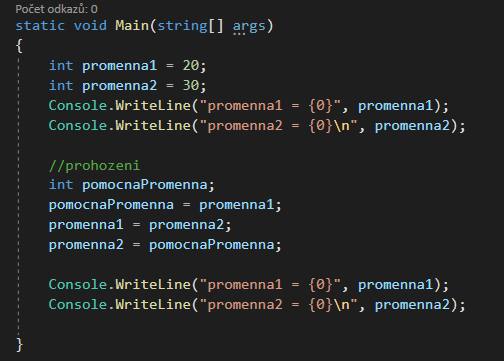 Počet odkazů: 0
static void Main(string[] args)
{
int promenna1 = 20;
int promenna2 = 30;
Console.WriteLine("promenna1 = {0}", promenna1);
Console.WriteLine("promenna2 = {0}\n", promenna2);
//prohozeni
int pomocnaPromenna;
pomocnaPromenna = promenna1;
promenna1 = promenna2;
promenna2 = pomocnaPromenna;
Console.WriteLine("promenna1 = {0}", promenna1);
Console.WriteLine("promenna2 = {0}\n", promenna2);
}